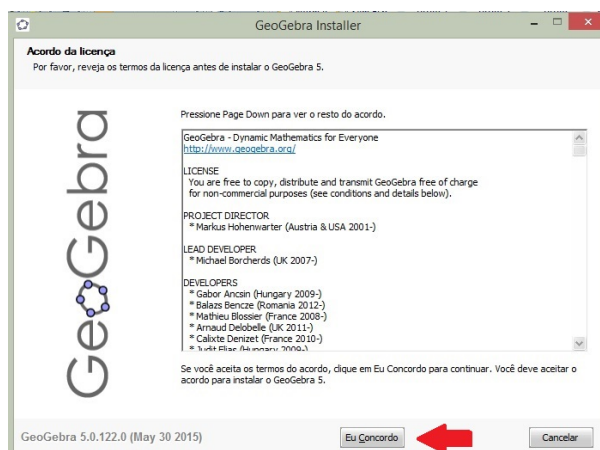 GeoGebra Installer
Acordo da licença
Por favor, reveja os termos da licença antes de instalar o GeoGebra 5.
GeoGebra
Pressione Page Down para ver o resto do acordo.
GeoGebra - Dynamic Mathematics for Everyone
http://www.geogebra.org/
LICENSE
You are free to copy, distribute and transmit GeoGebra free of charge
for non-commercial purposes (see conditions and details below).
PROJECT DIRECTOR
* Markus Hohenwarter (Austria & USA 2001-)
LEAD DEVELOPER
* Michael Borcherds (UK 2007-)
DEVELOPERS
* Gabor Ancsin (Hungary 2009-)
* Balazs Bencze (Romania 2012-)
* Mathieu Blossier (France 2008-)
* Arnaud Delobelle (UK 2011-)
* Calixte Denizet (France 2010-)
* Judit Elias (Hungary 2009-)
Se você aceita os termos do acordo, clique em Eu Concordo para continuar. Você deve aceitar o
acordo para instalar o GeoGebra 5.
GeoGebra 5.0.122.0 (May 30 2015)
Eu Concordo
Cancelar